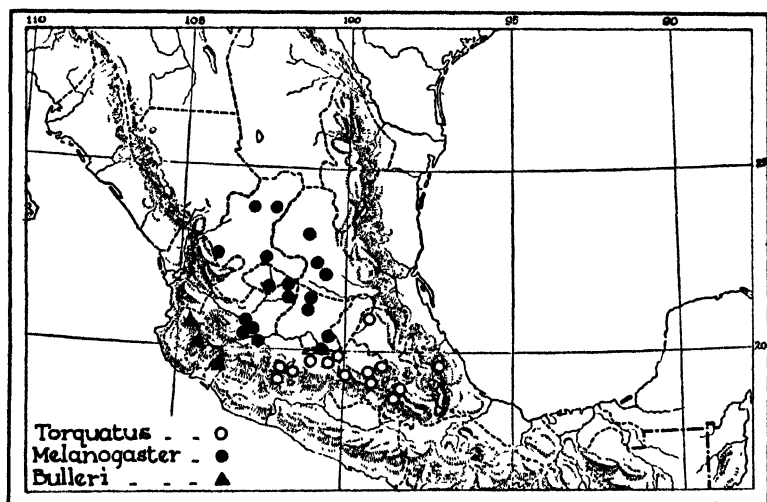 110 105 100 95 90
25
20
Torquatus _ _ ○
Melanogaster _ ●
Bulleri _ _ _ ▲